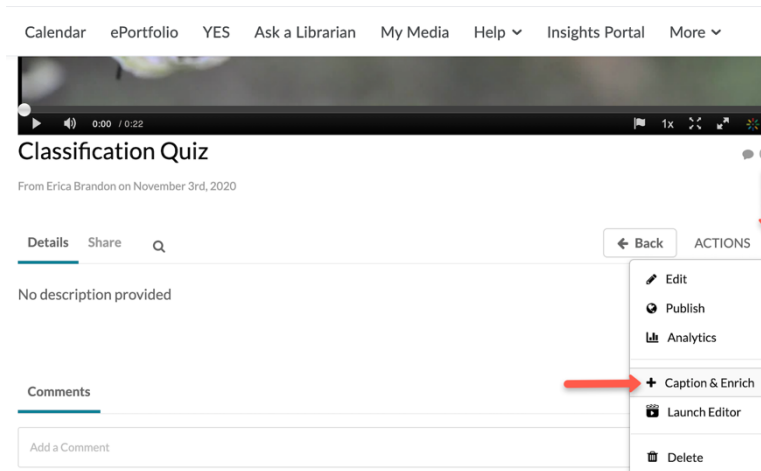 Calendar ePortfolio YES Ask a Librarian My Media Help Insights Portal More
0:00 / 0:22 1x
Classification Quiz
From Erica Brandon on November 3rd, 2020
Details Share Back ACTIONS
Edit
No description provided
Publish
Analytics
Caption & Enrich
Comments
Launch Editor
Add a Comment
Delete